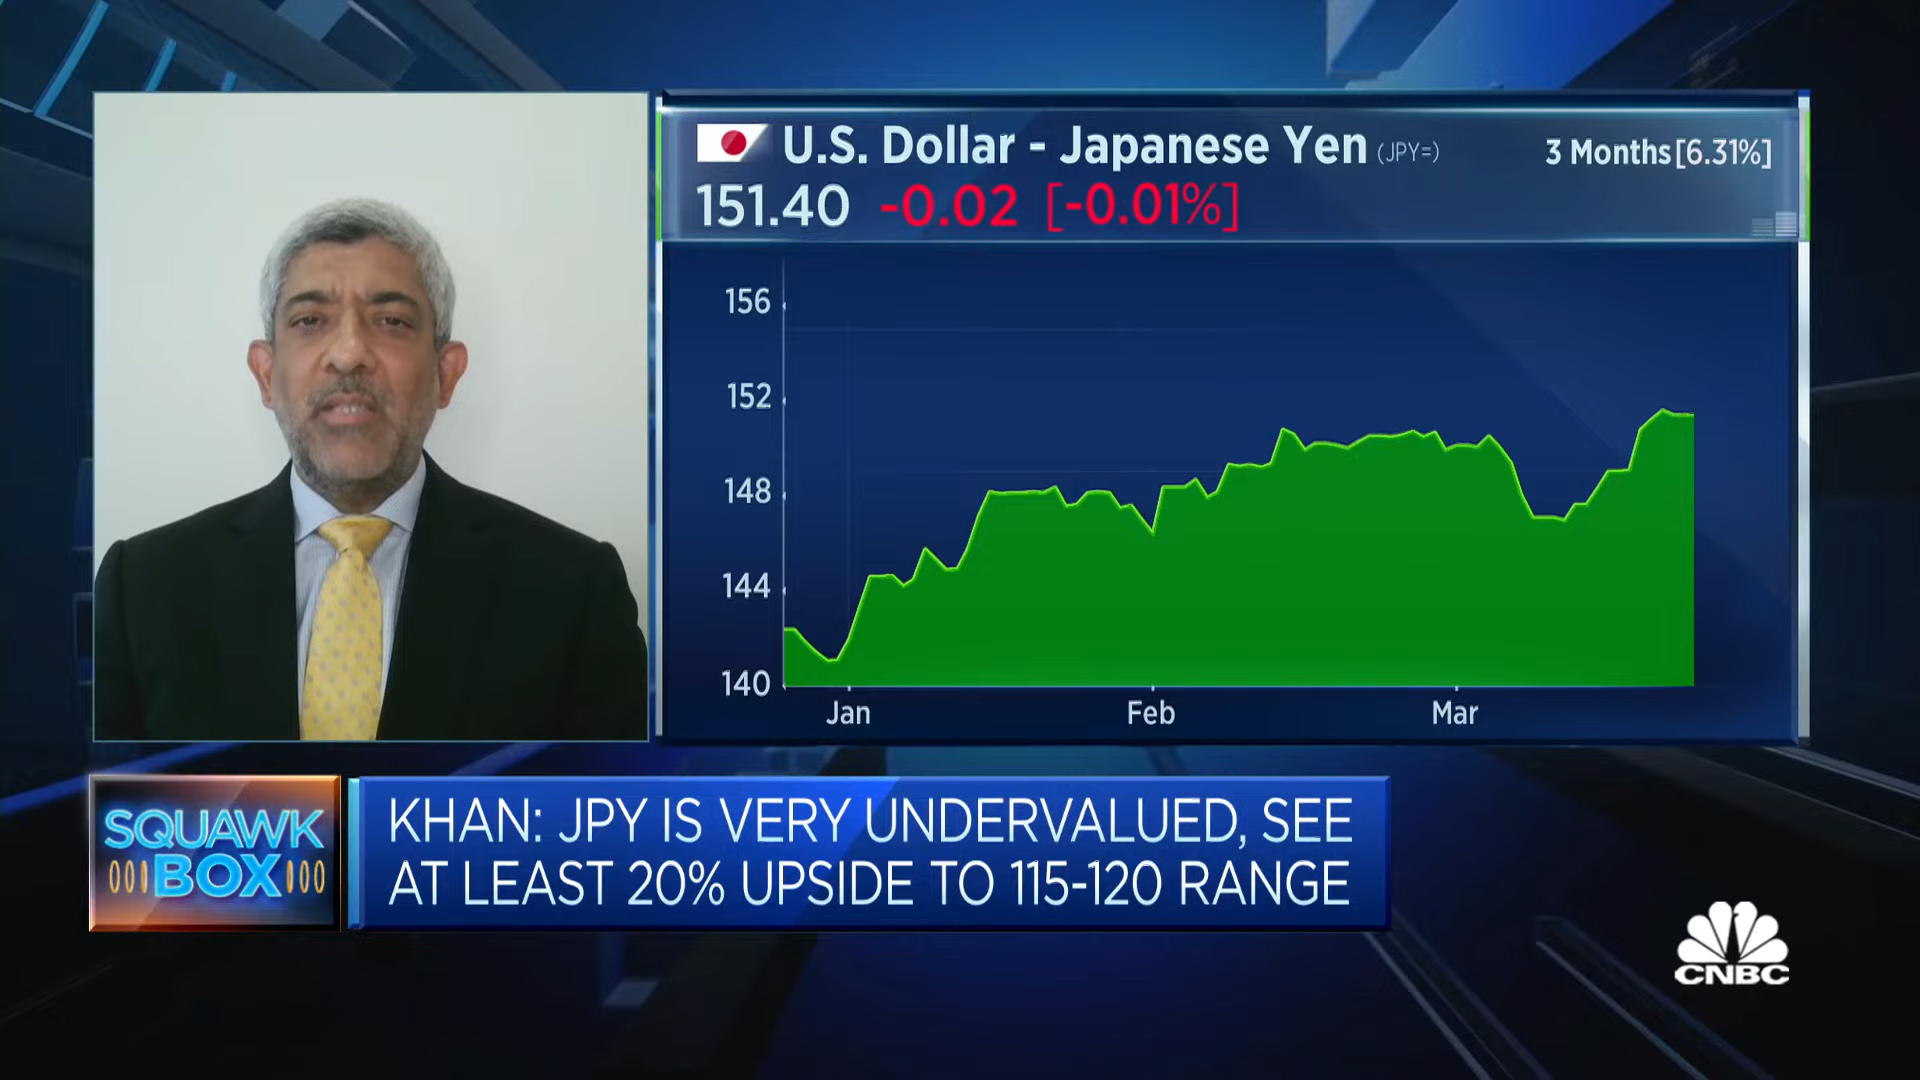 U.S. Dollar - Japanese Yen (JPY=)
3 Months [6.31%]
151.40 -0.02 [-0.01%]
156
152
148
144
140
Jan Feb Mar
SQUAWK
BOX
KHAN: JPY IS VERY UNDERVALUED, SEE
AT LEAST 20% UPSIDE TO 115-120 RANGE
CNBC